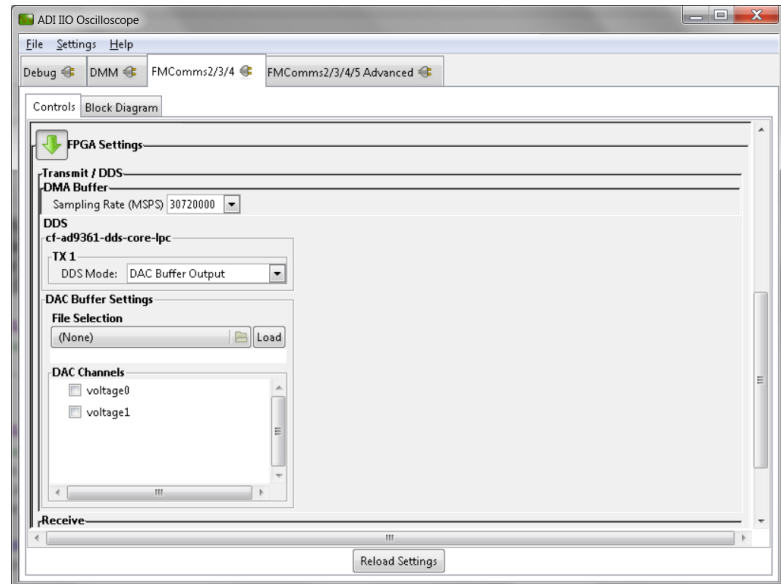 ADI IIO Oscilloscope
File Settings Help
Debug DMM FMComms2/3/4 FMComms2/3/4/5 Advanced
Controls Block Diagram
FPGA Settings
Transmit / DDS
DMA Buffer
Sampling Rate (MSPS) 30720000
DDS
cf-ad9361-dds-core-lpc
TX 1
DDS Mode: DAC Buffer Output
DAC Buffer Settings
File Selection
(None) Load
DAC Channels
voltage0
voltage1
Receive
Reload Settings